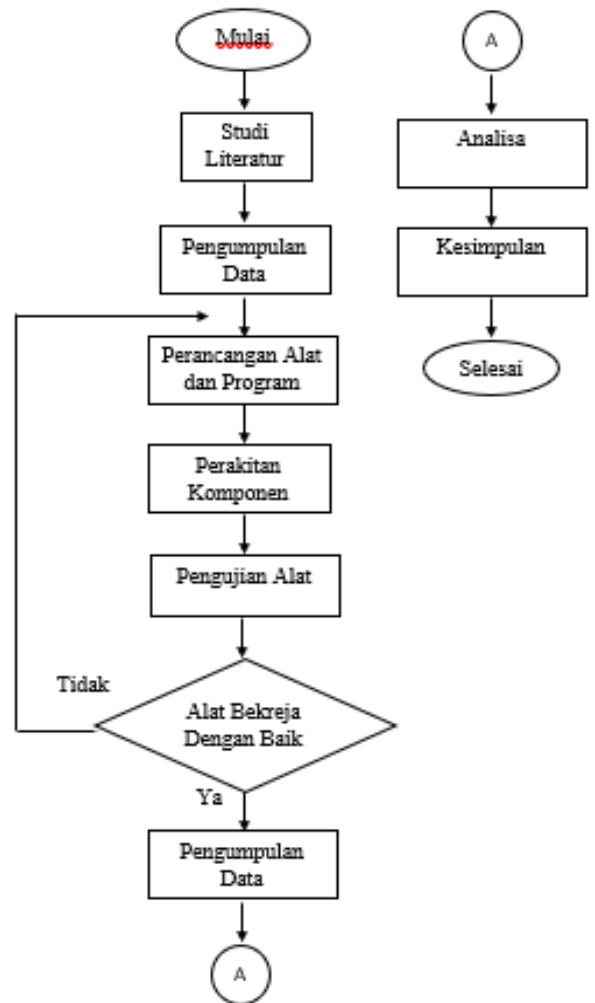 Mulai
Studi
Literatur
Pengumpulan
Data
Perancangan Alat
dan Program
Perakitan
Komponen
Pengujian Alat
Tidak
Alat Bekreja
Dengan Baik
Ya
Pengumpulan
Data
A
A
Analisa
Kesimpulan
Selesai